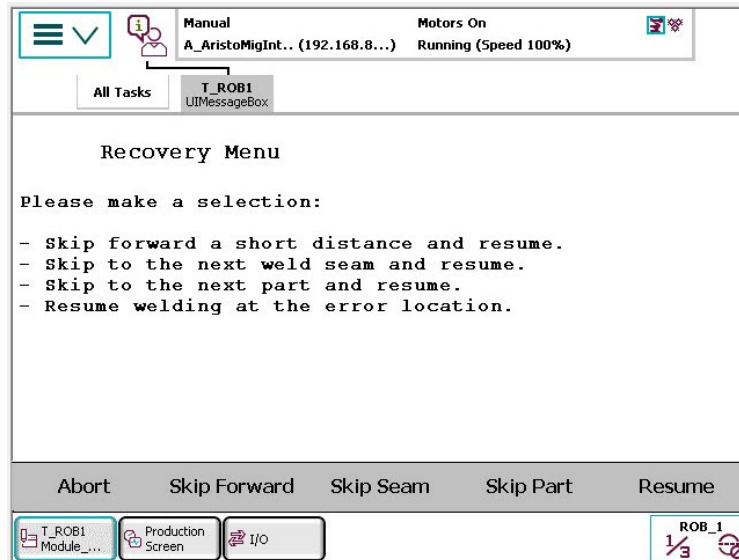 Manual
A_AristoMigInt.. (192.168.8...)
Motors On
Running (Speed 100%)
All Tasks
T_ROB1
UIMessageBox
Recovery Menu
Please make a selection:
- Skip forward a short distance and resume.
- Skip to the next weld seam and resume.
- Skip to the next part and resume.
- Resume welding at the error location.
Abort Skip Forward Skip Seam Skip Part Resume
T_ROB1
Module_...
Production
Screen
I/O
ROB_1
1/3